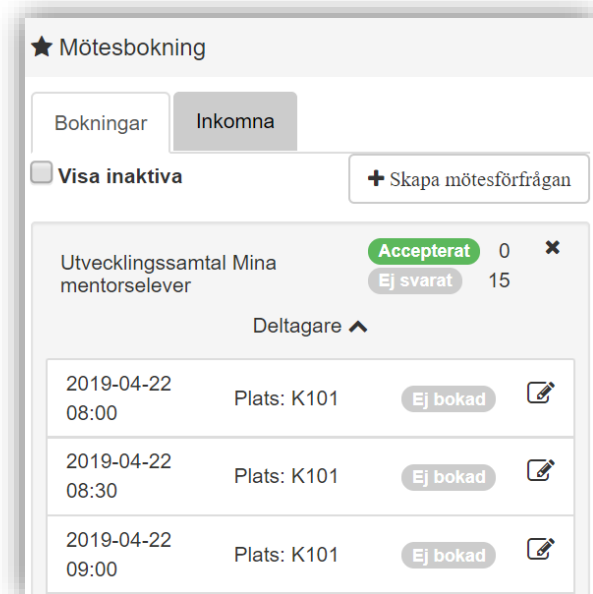 Mötesbokning
Bokningar Inkomna
Visa inaktiva
Skapa mötesförfrågan
Utvecklingssamtal Mina
mentorselever
Accepterat 0
Ej svarat 15
Deltagare
2019-04-22
08:00
Plats: K101
Ej bokad
2019-04-22
08:30
Plats: K101
Ej bokad
2019-04-22
09:00
Plats: K101
Ej bokad